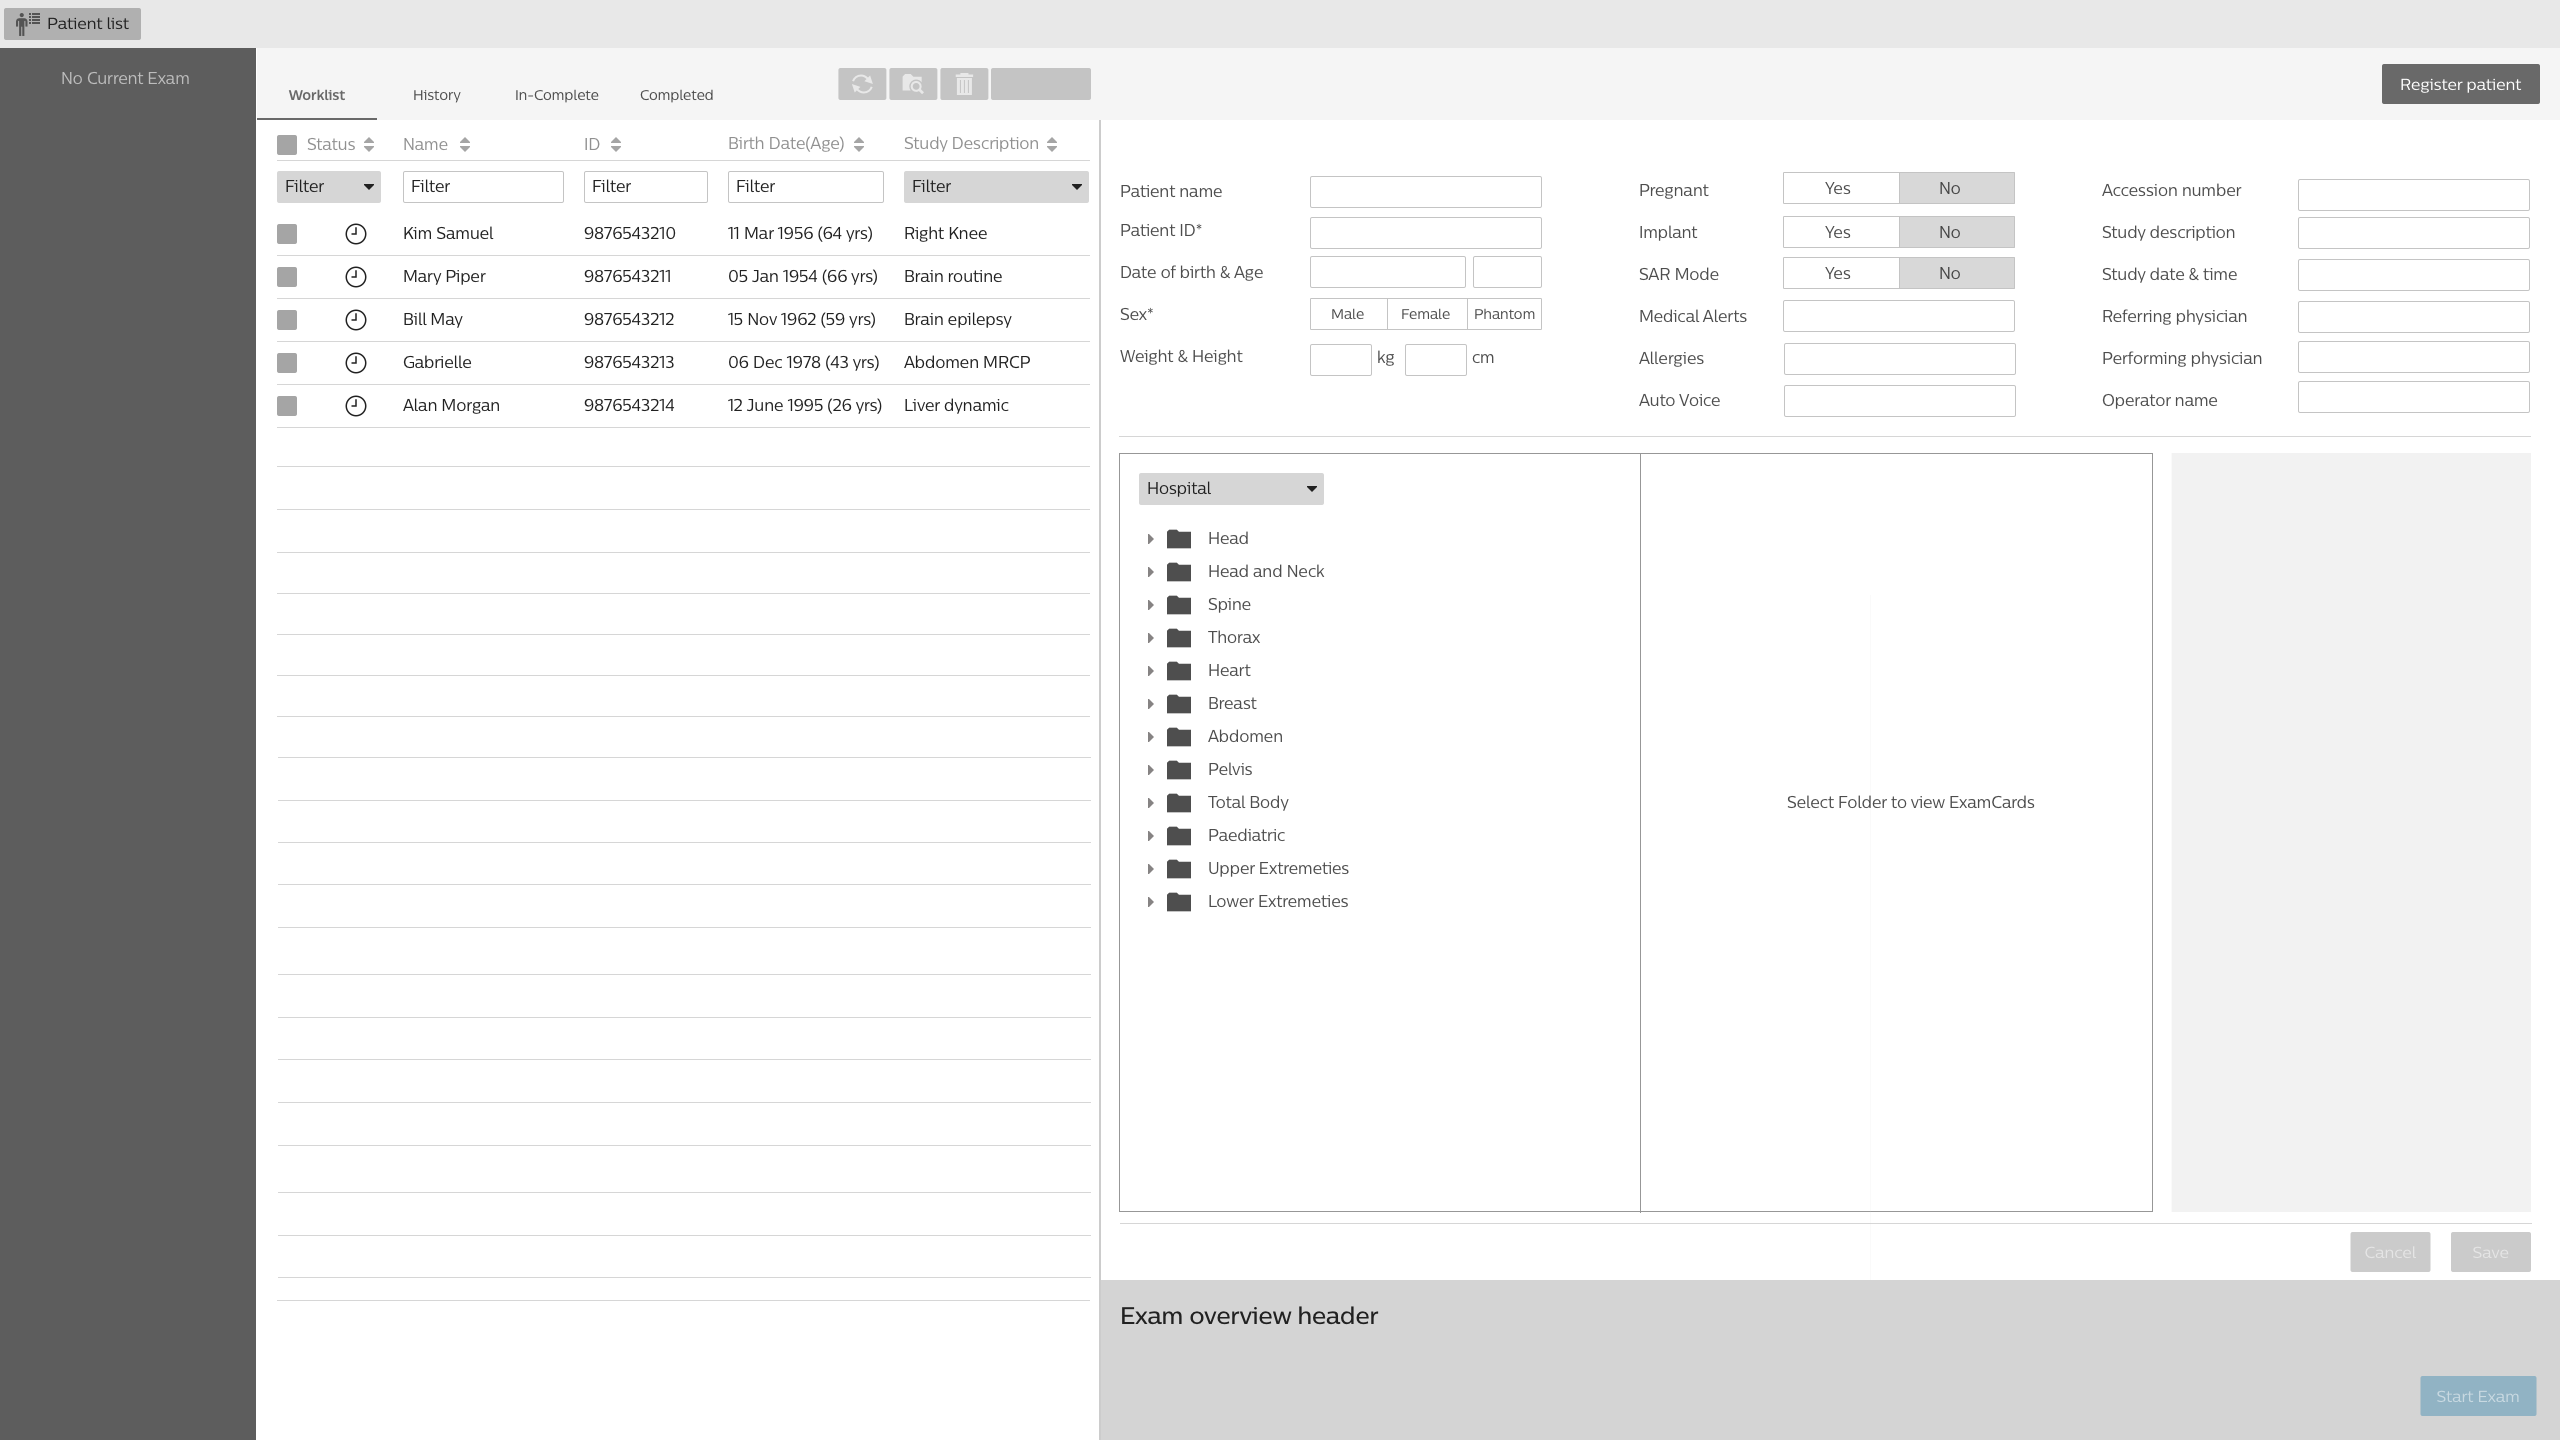 Patient list
No Current Exam
Worklist History In-Complete Completed
Register patient
Status Name ID Birth Date(Age) Study Description
Filter Filter Filter Filter Filter
Kim Samuel 9876543210 11 Mar 1956 (64 yrs) Right Knee
Mary Piper 9876543211 05 Jan 1954 (66 yrs) Brain routine
Bill May 9876543212 15 Nov 1962 (59 yrs) Brain epilepsy
Gabrielle 9876543213 06 Dec 1978 (43 yrs) Abdomen MRCP
Alan Morgan 9876543214 12 June 1995 (26 yrs) Liver dynamic
Patient name
Patient ID*
Date of birth & Age
Sex* Male Female Phantom
Weight & Height kg cm
Pregnant Yes No
Implant Yes No
SAR Mode Yes No
Medical Alerts
Allergies
Auto Voice
Accession number
Study description
Study date & time
Referring physician
Performing physician
Operator name
Hospital
Head
Head and Neck
Spine
Thorax
Heart
Breast
Abdomen
Pelvis
Total Body
Paediatric
Upper Extremeties
Lower Extremeties
Select Folder to view ExamCards
Cancel Save
Exam overview header
Start Exam